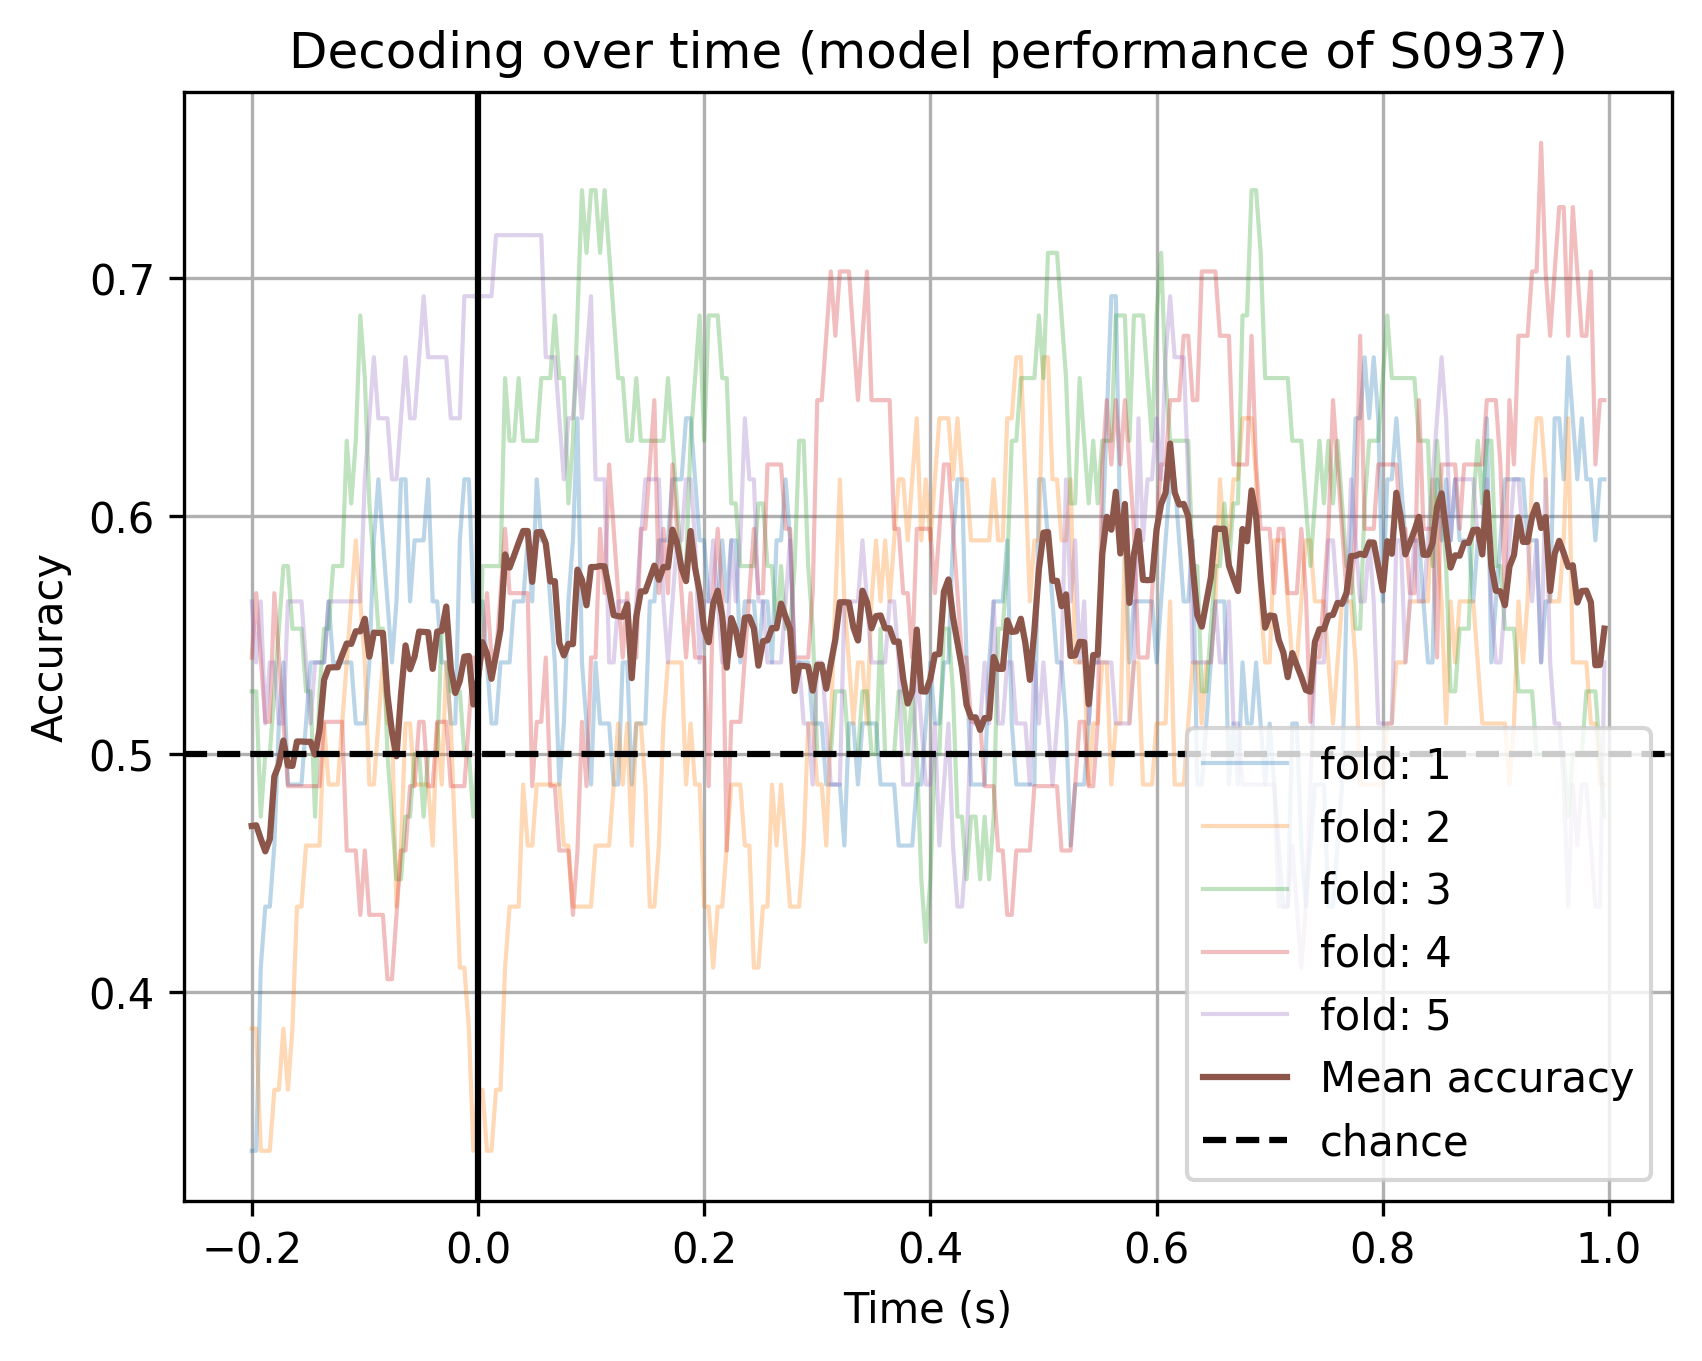 Decoding over time (model performance of S0937)
Accuracy
0.7
0.6
0.5
0.4
fold: 1
fold: 2
fold: 3
fold: 4
fold: 5
Mean accuracy
chance
−0.2 0.0 0.2 0.4 0.6 0.8 1.0
Time (s)